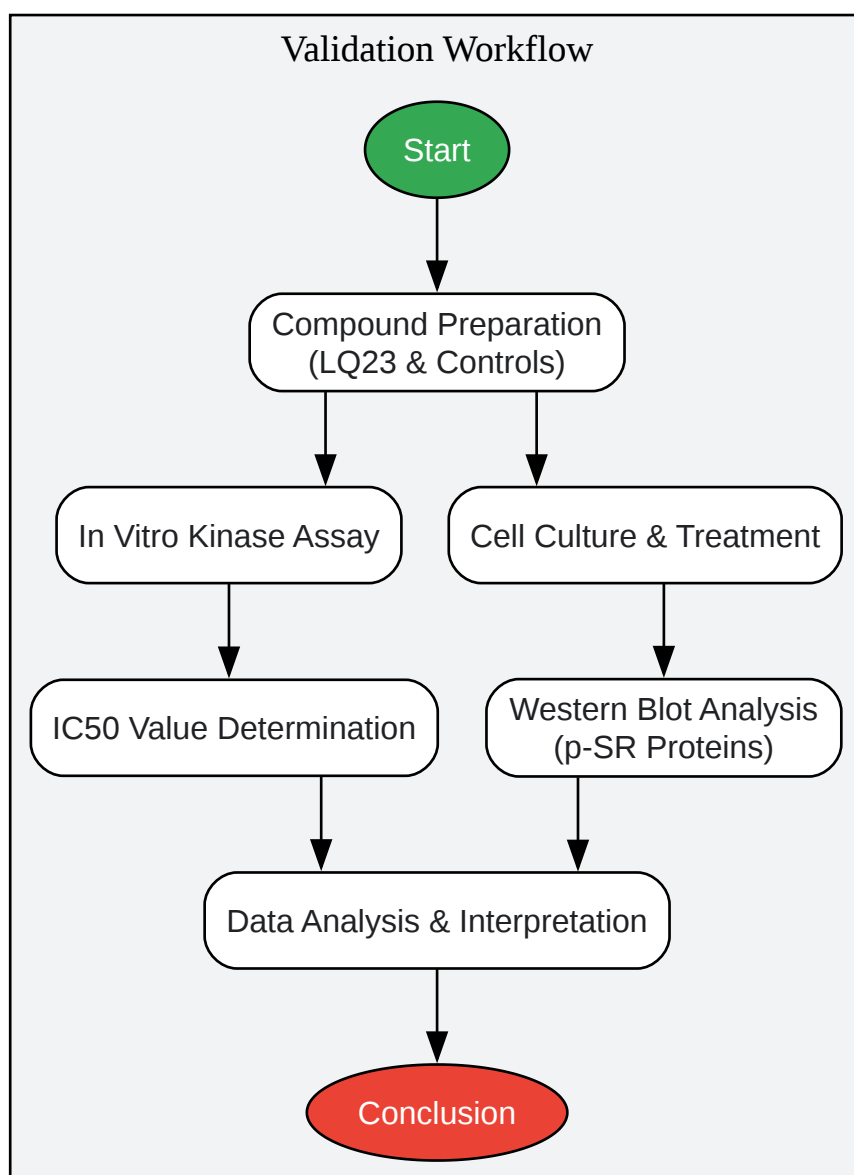 Validation Workflow
Start
Compound Preparation
(LQ23 & Controls)
In Vitro Kinase Assay
Cell Culture & Treatment
IC50 Value Determination
Western Blot Analysis
(p-SR Proteins)
Data Analysis & Interpretation
Conclusion